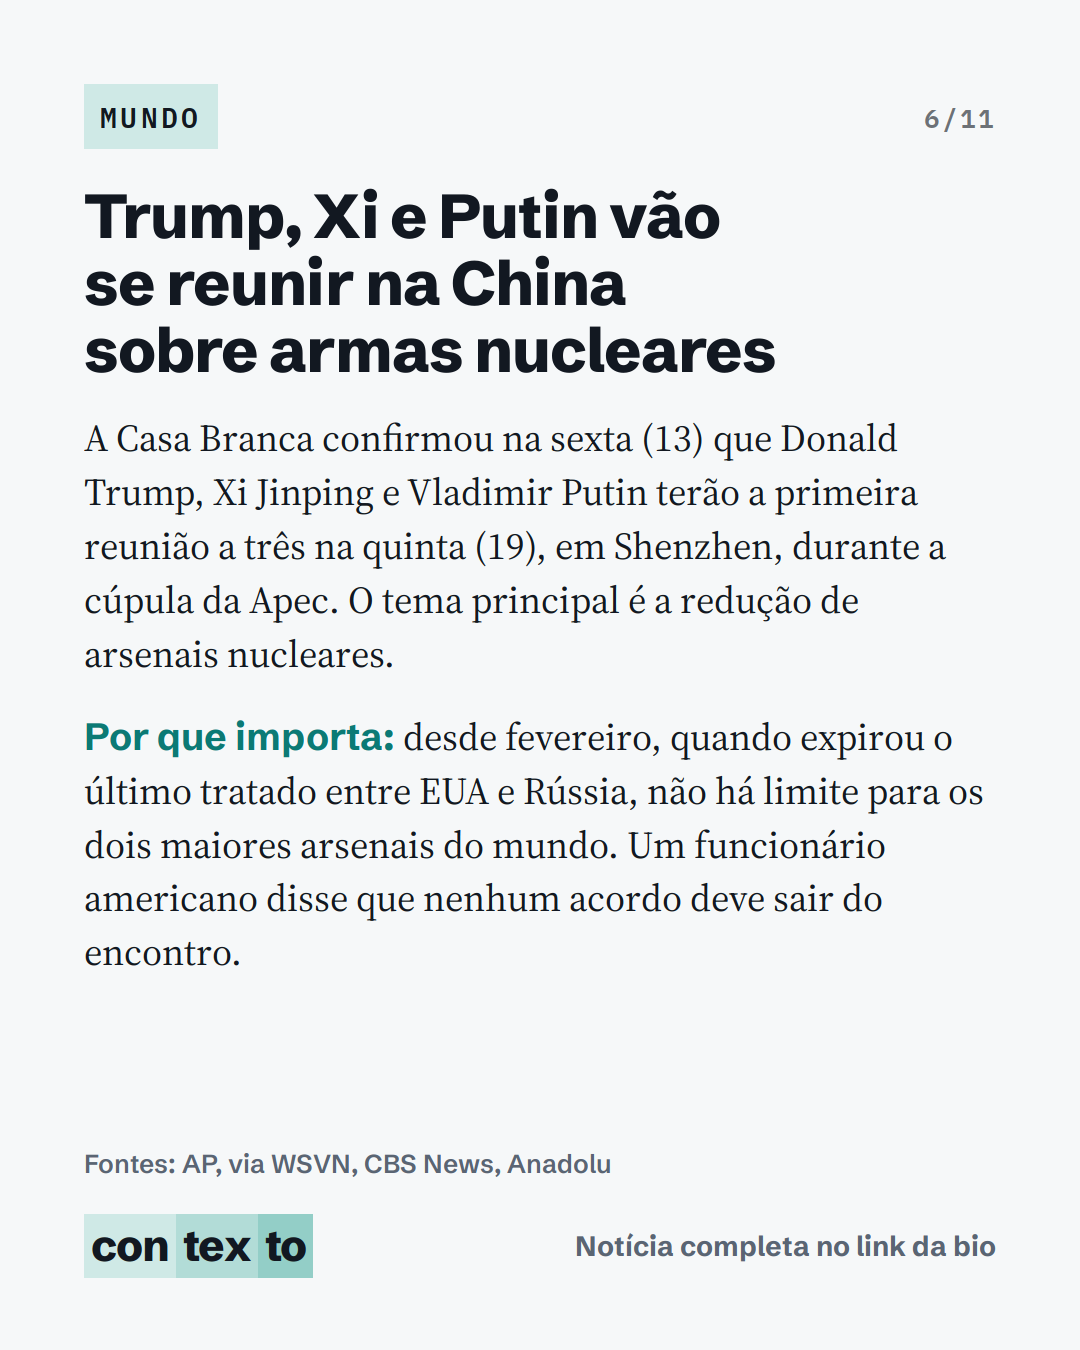 MUNDO
6/11
Trump, Xi e Putin vão
se reunir na China
sobre armas nucleares
A Casa Branca confirmou na sexta (13) que Donald
Trump, Xi Jinping e Vladimir Putin terão a primeira
reunião a três na quinta (19), em Shenzhen, durante a
cúpula da Apec. O tema principal é a redução de
arsenais nucleares.
Por que importa: desde fevereiro, quando expirou o
último tratado entre EUA e Rússia, não há limite para os
dois maiores arsenais do mundo. Um funcionário
americano disse que nenhum acordo deve sair do
encontro.
Fontes: AP, via WSVN, CBS News, Anadolu
contexto
Notícia completa no link da bio